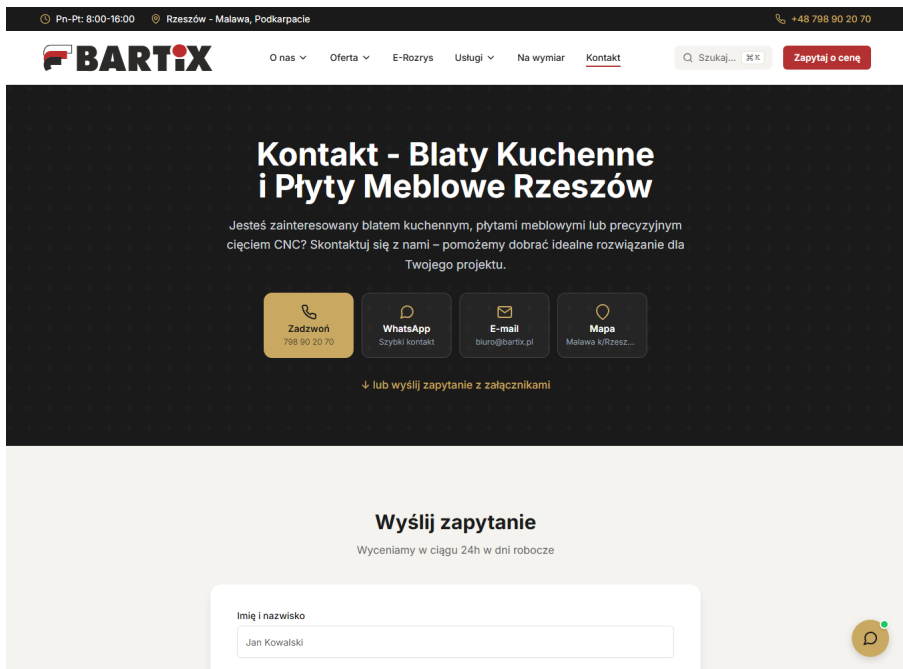 Pn-Pt: 8:00-16:00 Rzeszów - Malawa, Podkarpacie +48 798 90 20 70
BARTIX O nas Oferta E-Rozrys Usługi Na wymiar Kontakt Szukaj... ⌘K Zapytaj o cenę
Kontakt - Blaty Kuchenne
i Płyty Meblowe Rzeszów
Jesteś zainteresowany blatem kuchennym, płytami meblowymi lub precyzyjnym
cięciem CNC? Skontaktuj się z nami – pomożemy dobrać idealne rozwiązanie dla
Twojego projektu.
Zadzwoń WhatsApp E-mail Mapa
798 90 20 70 Szybki kontakt biuro@bartix.pl Malawa k/Rzesz...
↓ lub wyślij zapytanie z załącznikami
Wyślij zapytanie
Wyceniamy w ciągu 24h w dni robocze
Imię i nazwisko
Jan Kowalski